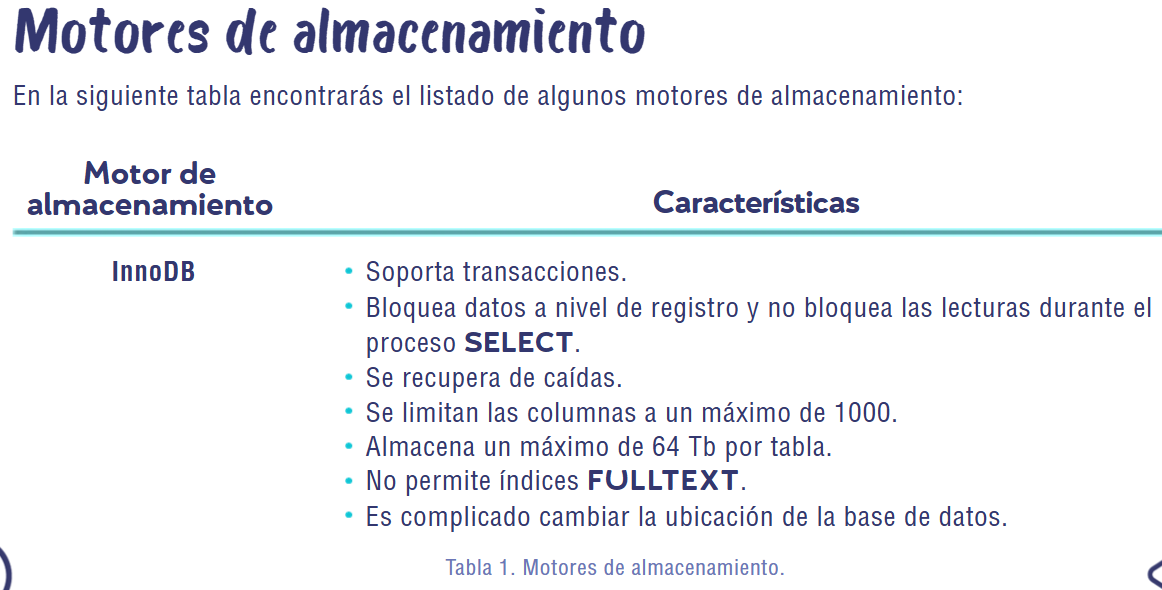 Motores de almacenamiento
En la siguiente tabla encontrarás el listado de algunos motores de almacenamiento:
Motor de
almacenamiento
Características
InnoDB
• Soporta transacciones.
• Bloquea datos a nivel de registro y no bloquea las lecturas durante el
proceso SELECT.
• Se recupera de caídas.
• Se limitan las columnas a un máximo de 1000.
• Almacena un máximo de 64 Tb por tabla.
• No permite índices FULLTEXT.
• Es complicado cambiar la ubicación de la base de datos.
Tabla 1. Motores de almacenamiento.